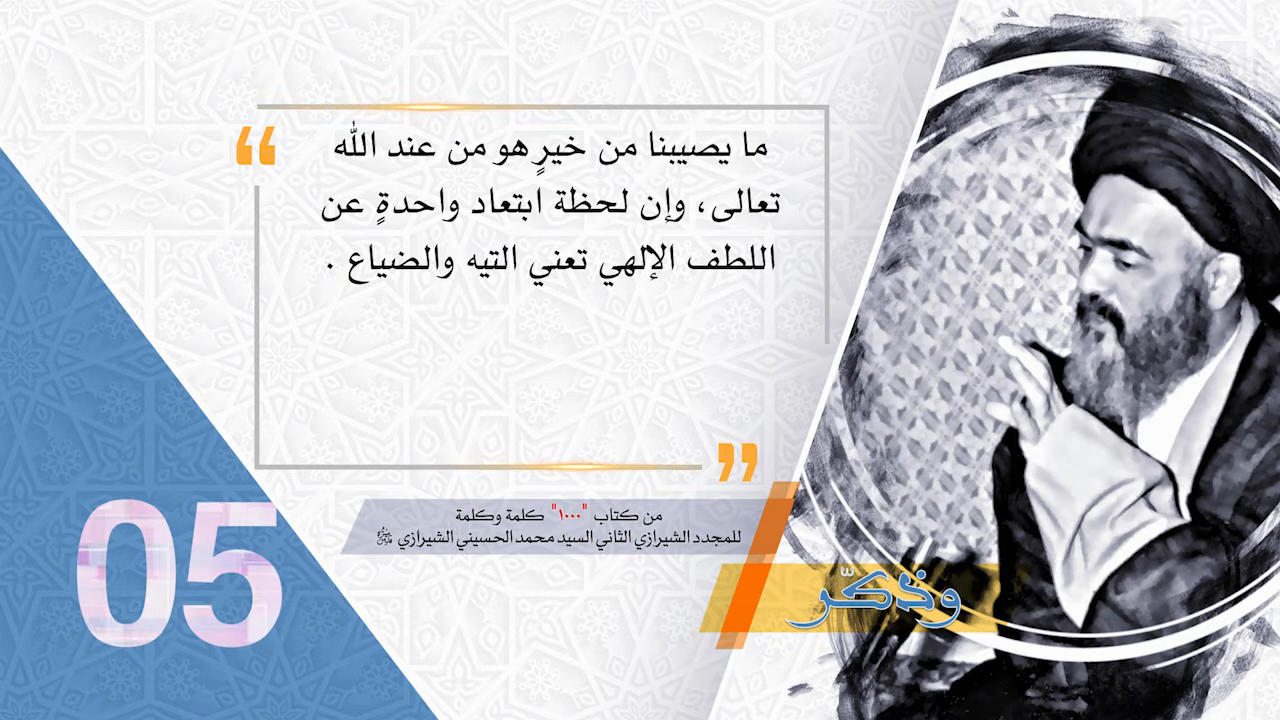 ما يصيبنا من خيرٍ هو من عند الله
تعالى، وإن لحظة ابتعاد واحدةٍ عن
اللطف الإلهي تعني التيه والضياع .
من كتاب "١٠٠٠" كلمة وكلمة
للمجدد الشيرازي الثاني السيد محمد الحسيني الشيرازي
وذكّر
05